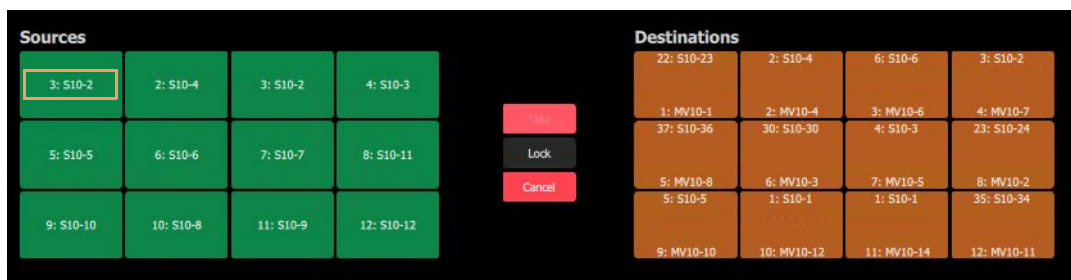 Sources
Destinations
3: S10-2
2: S10-4
3: S10-2
4: S10-3
5: S10-5
6: S10-6
7: S10-7
8: S10-11
9: S10-10
10: S10-8
11: S10-9
12: S10-12
Take
Lock
Cancel
22: S10-23
1: MV10-1
2: S10-4
2: MV10-4
6: S10-6
3: MV10-6
3: S10-2
4: MV10-7
37: S10-36
5: MV10-8
30: S10-30
6: MV10-3
4: S10-3
7: MV10-5
23: S10-24
8: MV10-2
5: S10-5
9: MV10-10
1: S10-1
10: MV10-12
1: S10-1
11: MV10-14
35: S10-34
12: MV10-11